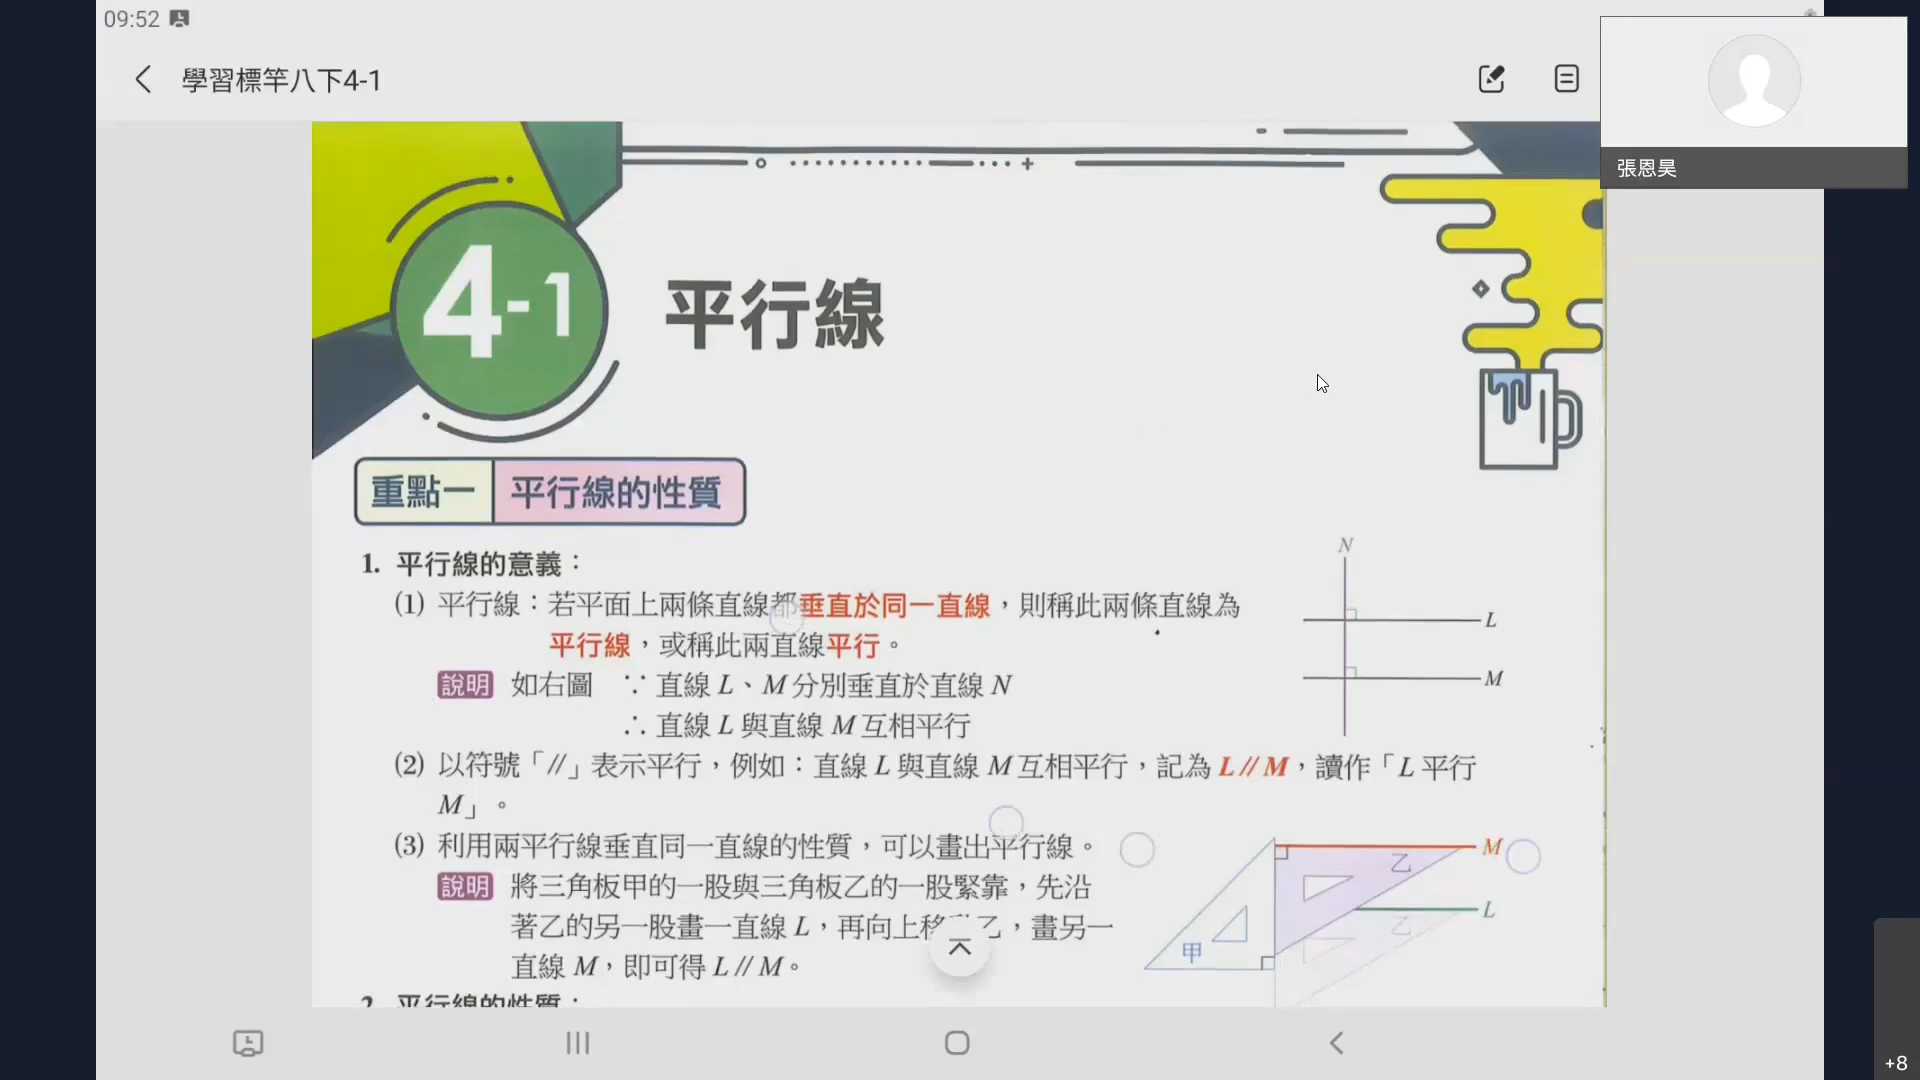 09:52
學習標竿八下4-1
張恩昊
4-1
平行線
重點一 平行線的性質
1. 平行線的意義：
(1) 平行線：若平面上兩條直線都垂直於同一直線，則稱此兩條直線為
平行線，或稱此兩直線平行。
說明 如右圖 ∵ 直線 L、M 分別垂直於直線 N
∴ 直線 L 與直線 M 互相平行
N
L
M
(2) 以符號「//」表示平行，例如：直線 L 與直線 M 互相平行，記為 L // M，讀作「L 平行
M」。
(3) 利用兩平行線垂直同一直線的性質，可以畫出平行線。
說明 將三角板甲的一股與三角板乙的一股緊靠，先沿
著乙的另一股畫一直線 L，再向上移動乙，畫另一
直線 M，即可得 L // M。
M
乙
L
乙
甲
2. 平行線的性質：
+8